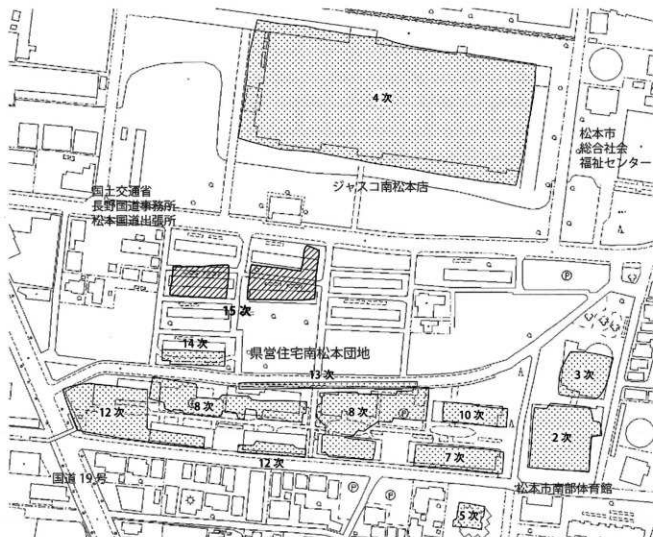 4次
松本市
総合社会
福祉センター
ジャスコ南松本店
国土交通省
長野国道事務所
松本国道出張所
P
15次
14次
県営住宅南松本団地
13次
3次
12次
8次
8次
P
10次
2次
12次
7次
国道19号
P
P
松本市南部体育館
5次